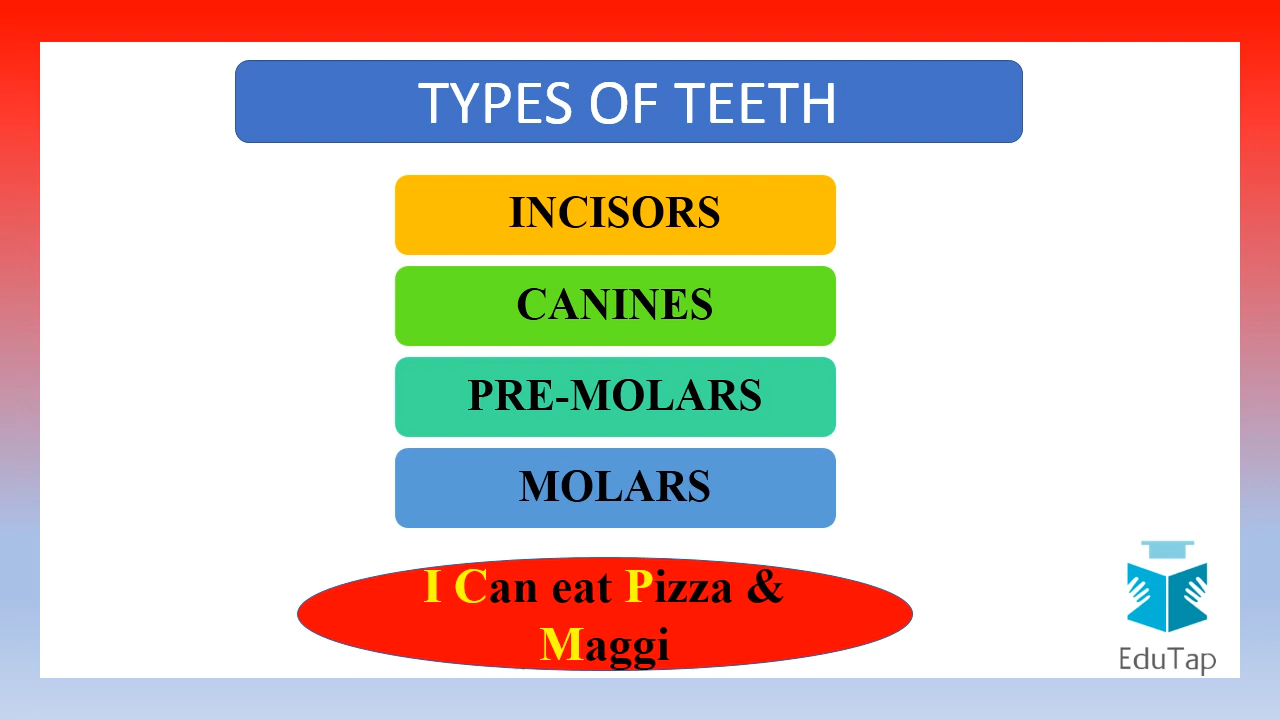 TYPES OF TEETH
INCISORS
CANINES
PRE-MOLARS
MOLARS
I Can eat Pizza &
Maggi
EduTap